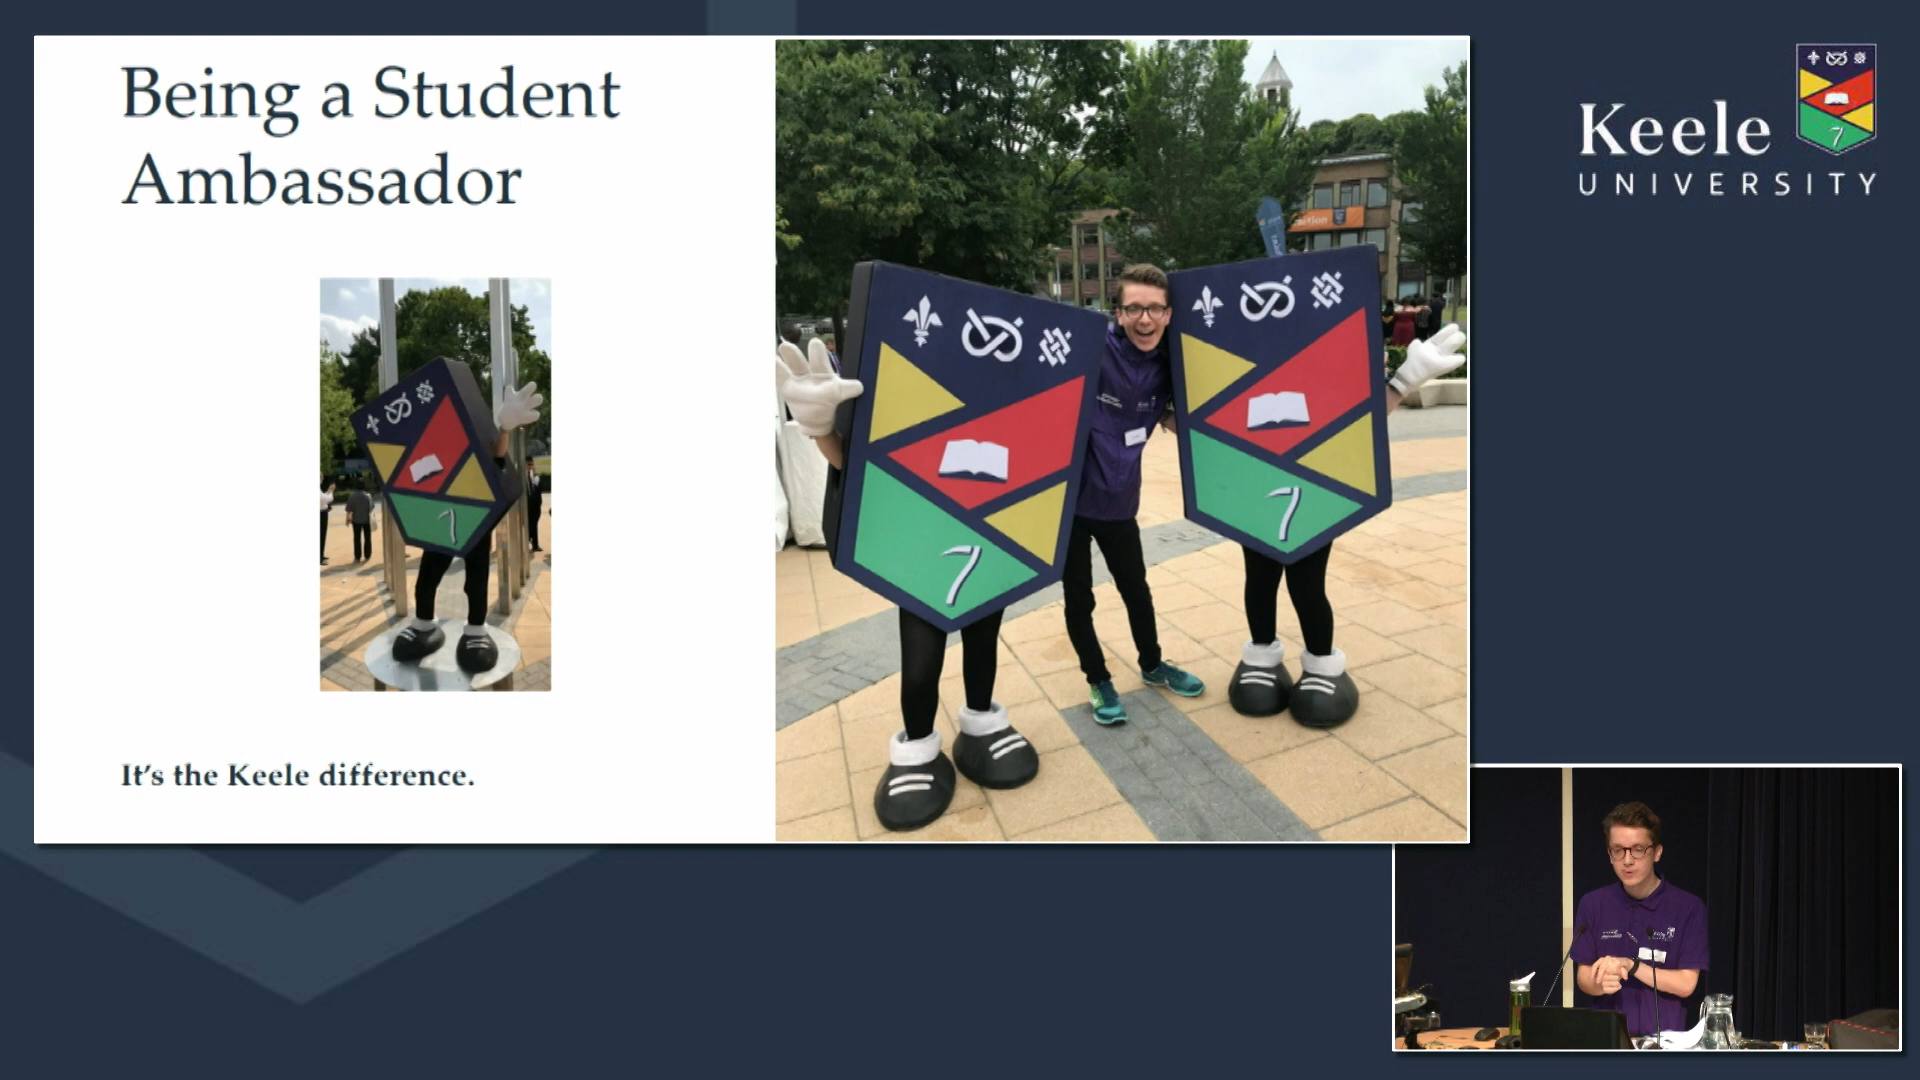 Being a Student
Ambassador
It's the Keele difference.
Keele
UNIVERSITY